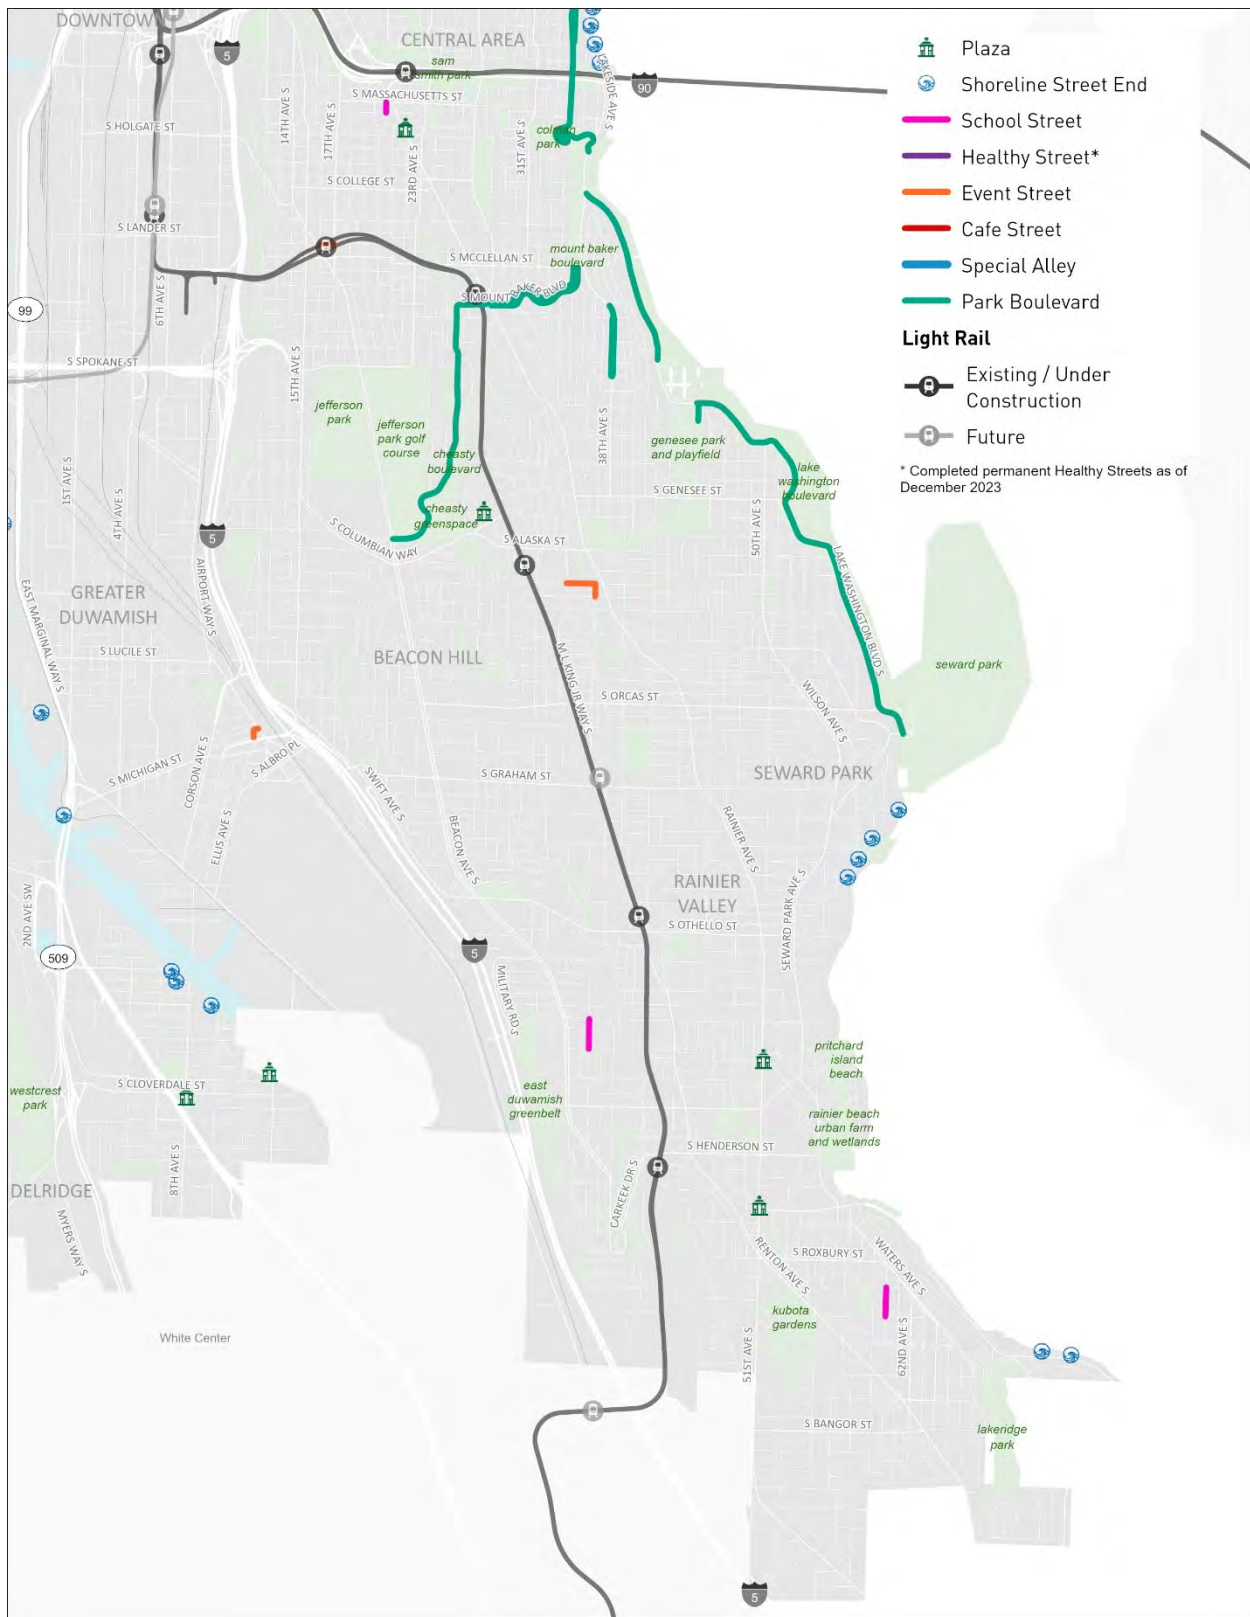 DOWNTOWN
5
CENTRAL AREA
sam
smith park
S MASSACHUSETTS ST
LAKESIDE AVE S
90
14TH AVE S
17TH AVE S
S HOLGATE ST
23RD AVE S
31ST AVE S
colman
park
S COLLEGE ST
S LANDER ST
S MCCLELLAN ST
mount baker
boulevard
S MOUNT BAKER BLVD
99
6TH AVE S
S SPOKANE ST
15TH AVE S
jefferson
park
jefferson
park golf
course
cheasty
boulevard
38TH AVE S
genesee park
and playfield
lake
washington
boulevard
1ST AVE S
4TH AVE S
S GENESEE ST
cheasty
greenspace
50TH AVE S
S COLUMBIAN WAY
S ALASKA ST
5
AIRPORT WAY S
LAKE WASHINGTON BLVD S
EAST MARGINAL WAY S
GREATER
DUWAMISH
S LUCILE ST
BEACON HILL
M L KING JR WAY S
seward park
S ORCAS ST
WILSON AVE S
S MICHIGAN ST
CORSON AVE S
S ALBRO PL
SWIFT AVE S
S GRAHAM ST
SEWARD PARK
ELLIS AVE S
BEACON AVE S
RAINIER AVE S
RAINIER
VALLEY
2ND AVE SW
SEWARD PARK AVE S
S OTHELLO ST
509
5
MILITARY RD S
pritchard
island
beach
westcrest
park
S CLOVERDALE ST
east
duwamish
greenbelt
rainier beach
urban farm
and wetlands
8TH AVE S
S HENDERSON ST
DELRIDGE
CARKEEK DR S
MYERS WAY S
RENTON AVE S
S ROXBURY ST
WATERS AVE S
kubota
gardens
White Center
51ST AVE S
62ND AVE S
S BANGOR ST
lakeridge
park
5
Plaza
Shoreline Street End
School Street
Healthy Street*
Event Street
Cafe Street
Special Alley
Park Boulevard
Light Rail
Existing / Under
Construction
Future
* Completed permanent Healthy Streets as of
December 2023